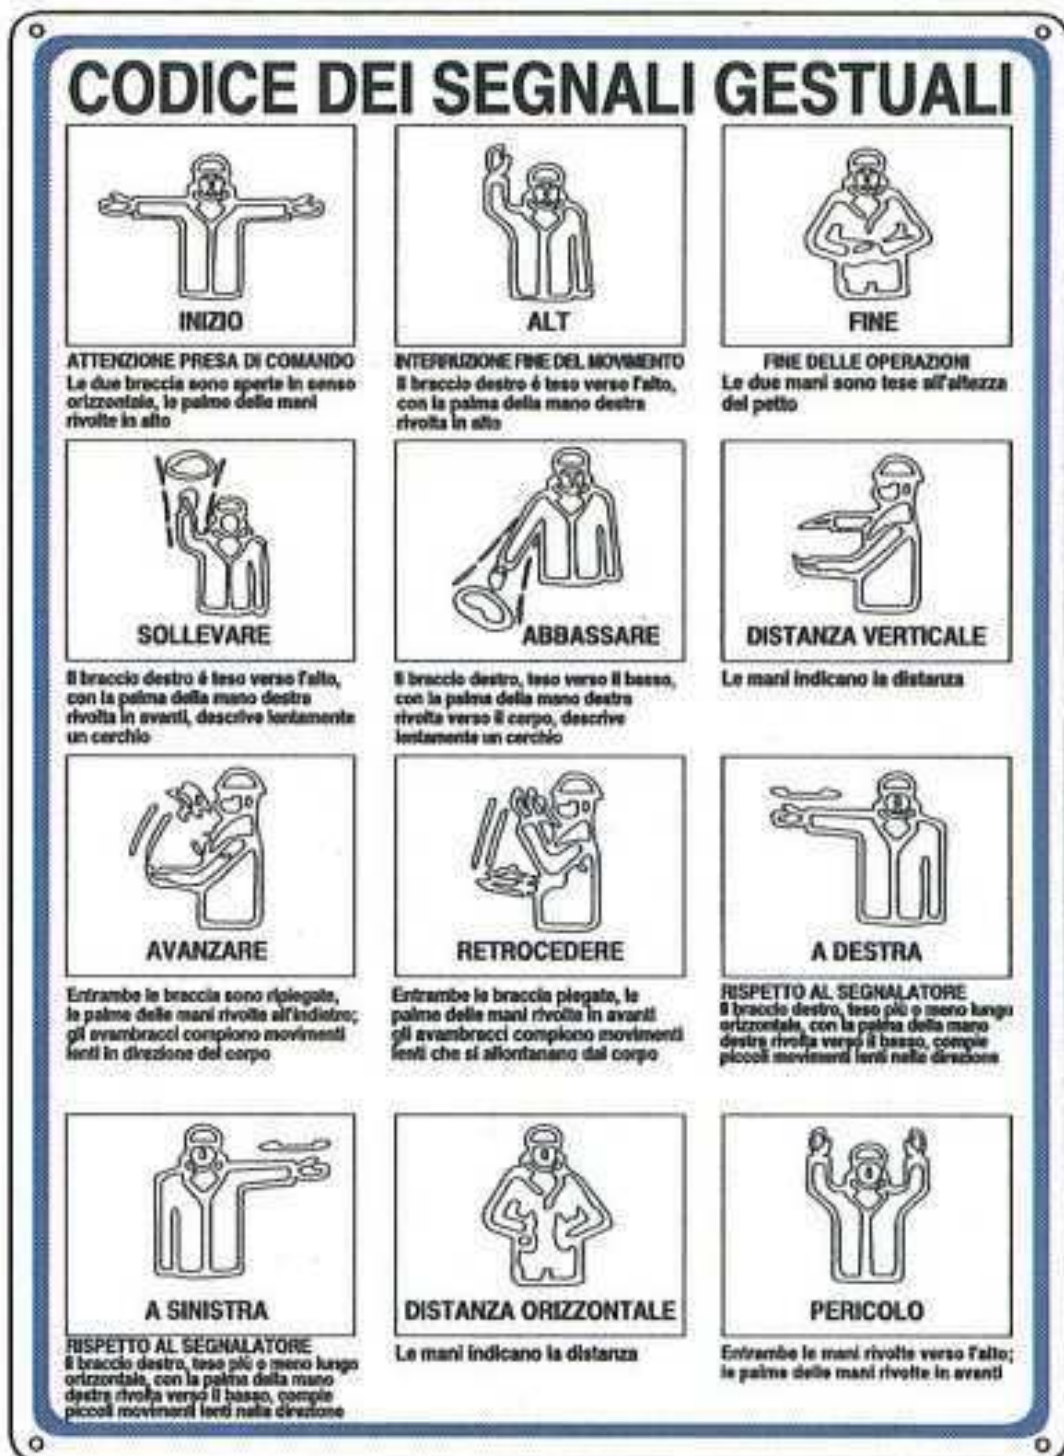 CODICE DEI SEGNALI GESTUALI
INIZIO
ATTENZIONE PRESA DI COMANDO
Le due braccia sono aperte in senso
orizzontale, le palme delle mani
rivolte in alto
ALT
INTERRUZIONE FINE DEL MOVIMENTO
Il braccio destro é teso verso l'alto,
con la palma della mano destra
rivolta in alto
FINE
FINE DELLE OPERAZIONI
Le due mani sono tese all'altezza
del petto
SOLLEVARE
Il braccio destro é teso verso l'alto,
con la palma della mano destra
rivolta in avanti, descrive lentamente
un cerchio
ABBASSARE
Il braccio destro, teso verso il basso,
con la palma della mano destra
rivolta verso il corpo, descrive
lentamente un cerchio
DISTANZA VERTICALE
Le mani indicano la distanza
AVANZARE
Entrambe le braccia sono ripiegate,
le palme delle mani rivolte all'indietro;
gli avambracci compiono movimenti
lenti in direzione del corpo
RETROCEDERE
Entrambe le braccia piegate, le
palme delle mani rivolte in avanti
gli avambracci compiono movimenti
lenti che si allontanano dal corpo
A DESTRA
RISPETTO AL SEGNALATORE
Il braccio destro, teso più o meno lungo
orizzontale, con la palma della mano
destra rivolta verso il basso, compie
piccoli movimenti lenti nella direzione
A SINISTRA
RISPETTO AL SEGNALATORE
Il braccio destro, teso più o meno lungo
orizzontale, con la palma della mano
destra rivolta verso il basso, compie
piccoli movimenti lenti nella direzione
DISTANZA ORIZZONTALE
Le mani indicano la distanza
PERICOLO
Entrambe le mani rivolte verso l'alto;
le palme delle mani rivolte in avanti